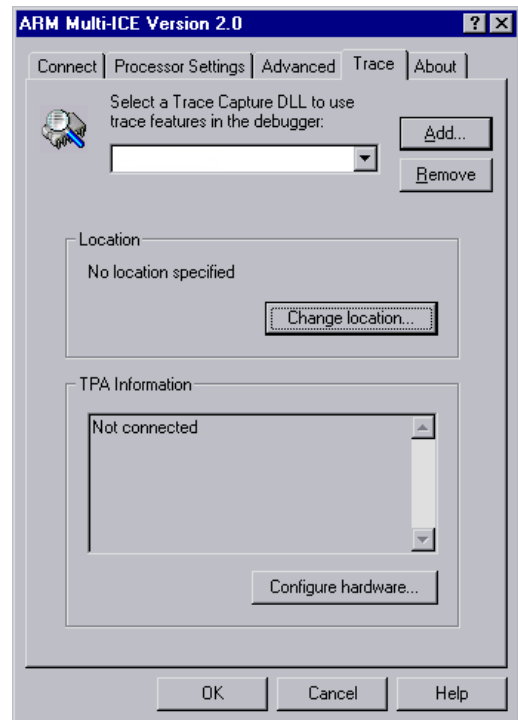 ARM Multi-ICE Version 2.0
Connect Processor Settings Advanced Trace About
Select a Trace Capture DLL to use
trace features in the debugger:
Add...
Remove
Location
No location specified
Change location...
TPA Information
Not connected
Configure hardware...
OK Cancel Help